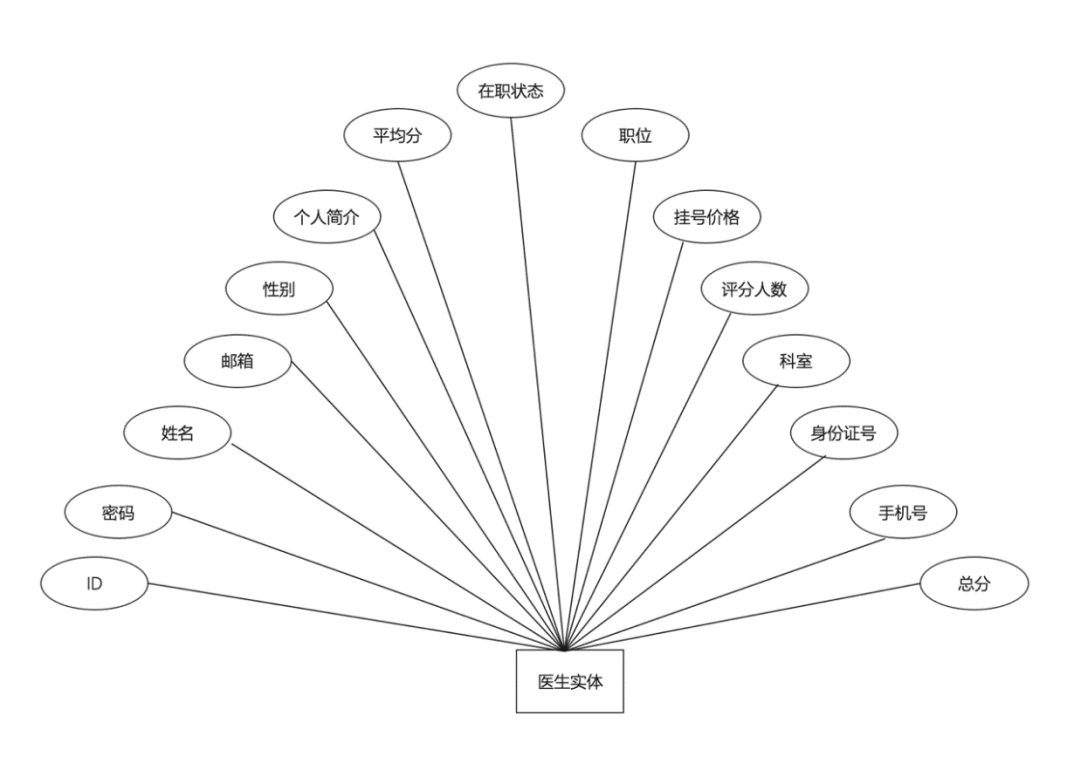 在职状态
平均分
职位
个人简介
挂号价格
性别
评分人数
邮箱
科室
姓名
身份证号
密码
手机号
ID
总分
医生实体